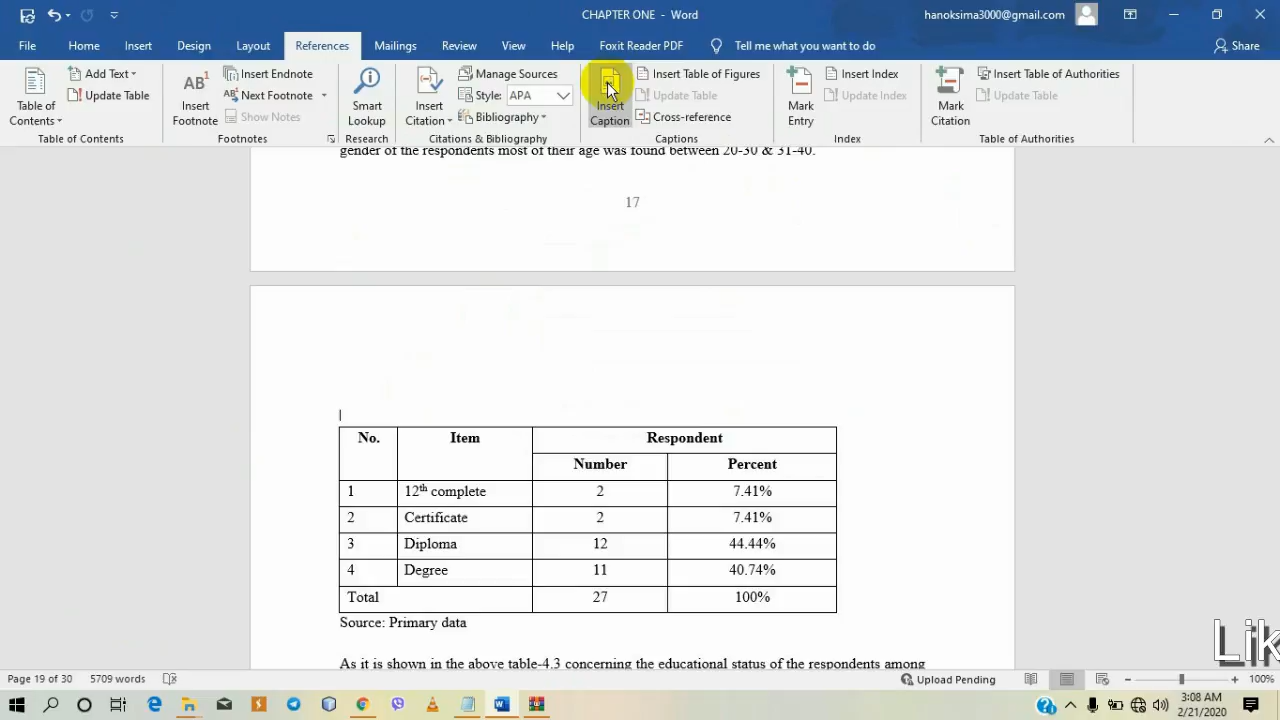 CHAPTER ONE - Word
hanoksima3000@gmail.com
File Home Insert Design Layout References Mailings Review View Help Foxit Reader PDF Tell me what you want to do Share
Table of Contents
Add Text
Update Table
Table of Contents
AB¹
Insert Footnote
Insert Endnote
Next Footnote
Show Notes
Footnotes
Smart Lookup
Research
Insert Citation
Manage Sources
Style: APA
Bibliography
Citations & Bibliography
Insert Caption
Insert Table of Figures
Update Table
Cross-reference
Captions
Mark Entry
Insert Index
Update Index
Index
Mark Citation
Insert Table of Authorities
Update Table
Table of Authorities
gender of the respondents most of their age was found between 20-30 & 31-40.
17
No. Item Respondent
Number Percent
1 12th complete 2 7.41%
2 Certificate 2 7.41%
3 Diploma 12 44.44%
4 Degree 11 40.74%
Total 27 100%
Source: Primary data
As it is shown in the above table-4.3 concerning the educational status of the respondents among
Lik
Page 19 of 30 5709 words Upload Pending 100%
3:08 AM
2/21/2020